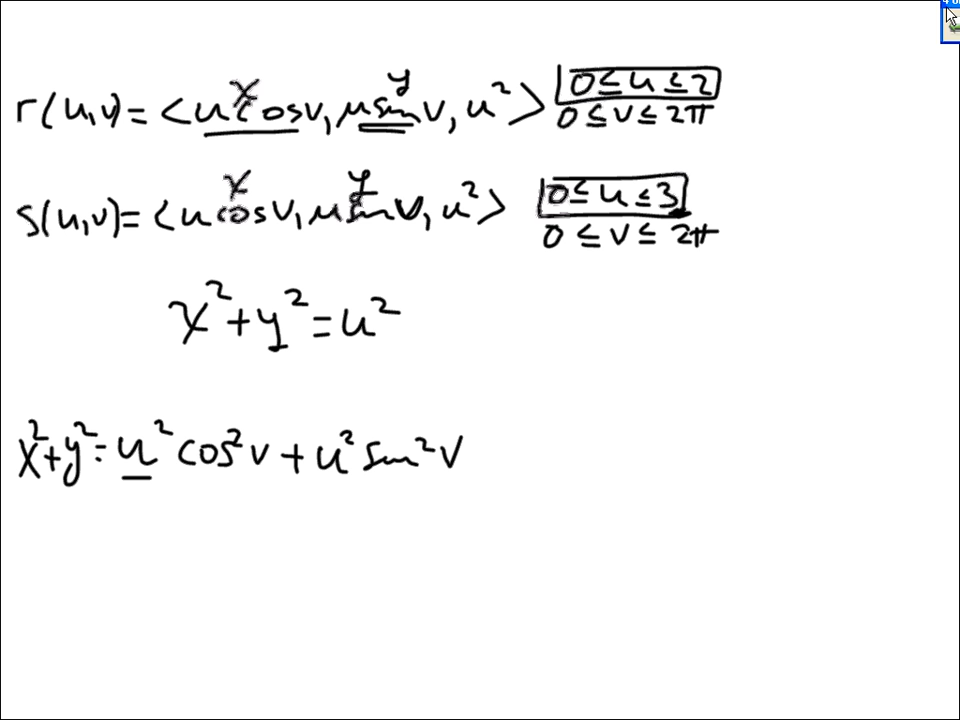 x y
r(u,v) = <u cos v, u sin v, u²> 0 ≤ u ≤ 2
0 ≤ v ≤ 2π
x y
s(u,v) = <u cos v, u sin v, u²> 0 ≤ u ≤ 3
0 ≤ v ≤ 2π
x² + y² = u²
x² + y² = u² cos² v + u² sin² v